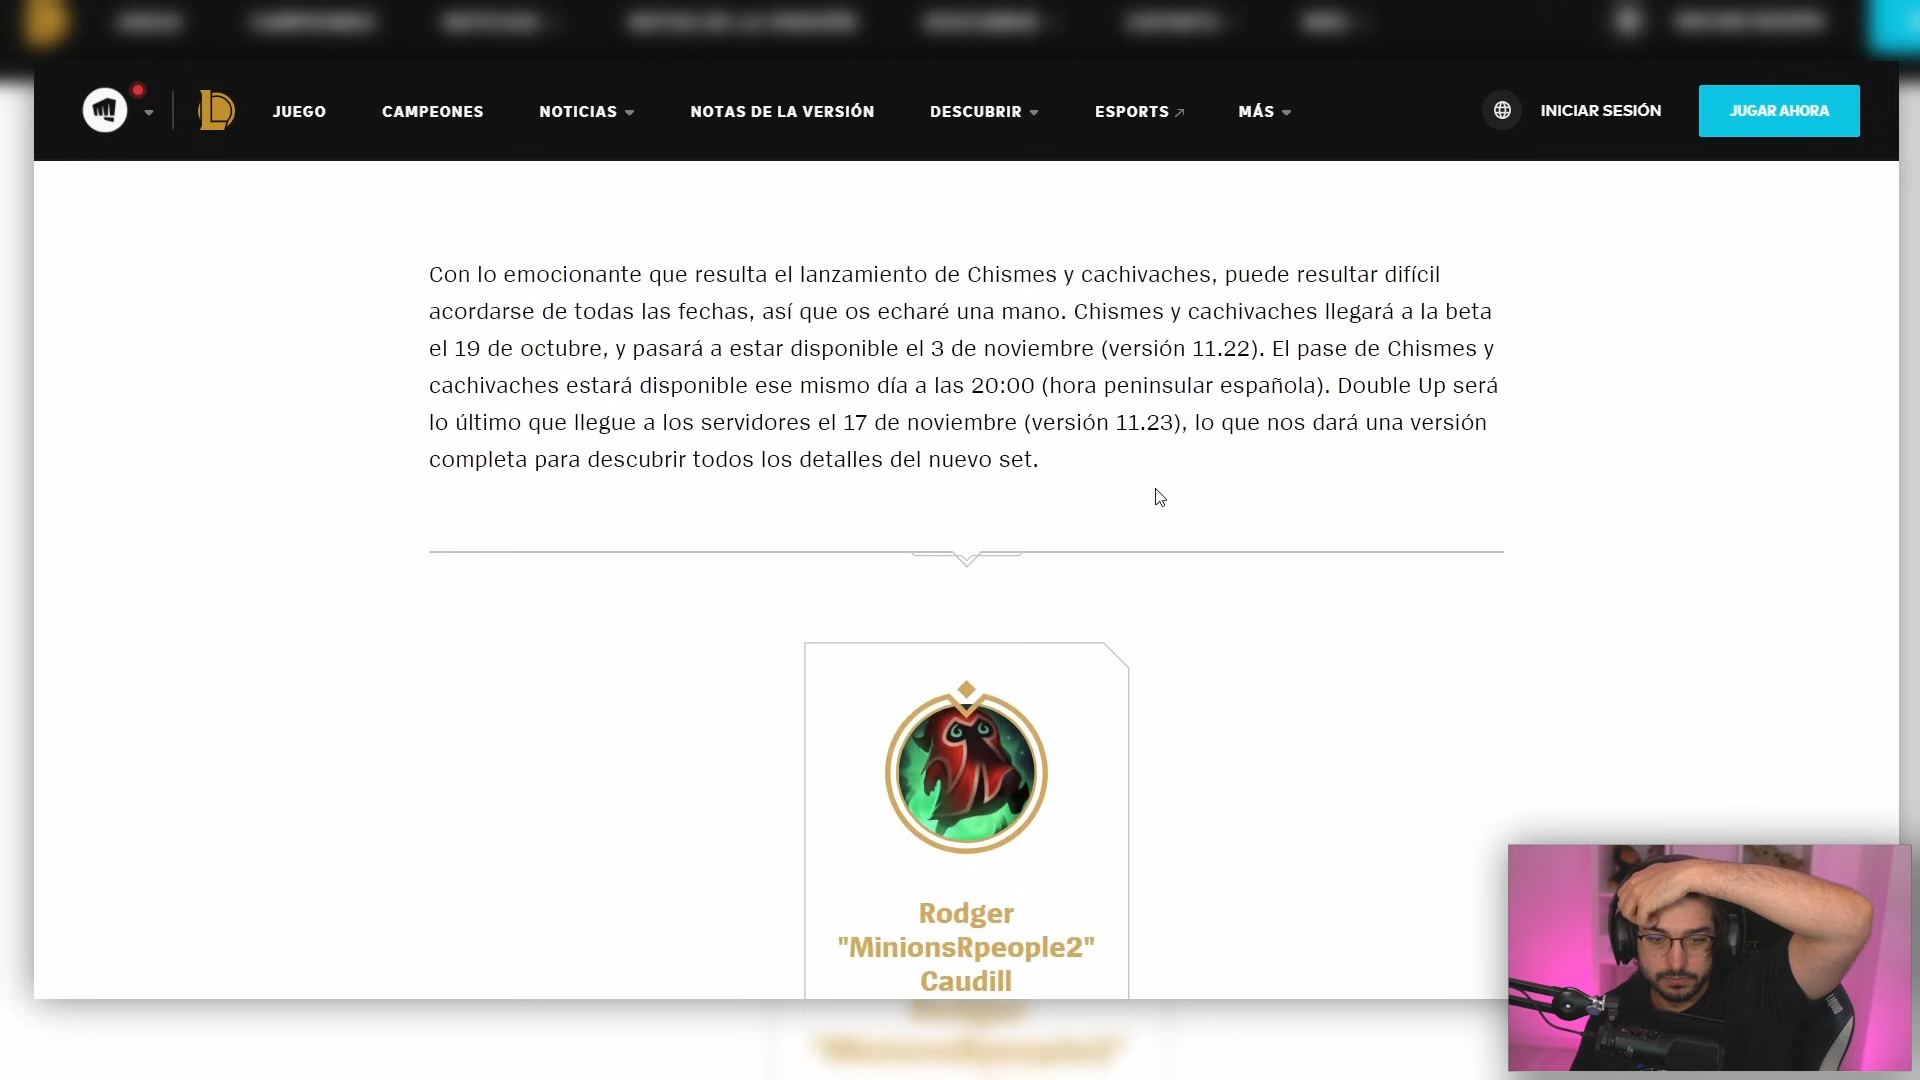 JUEGO
CAMPEONES
NOTICIAS
NOTAS DE LA VERSIÓN
DESCUBRIR
ESPORTS
MÁS
INICIAR SESIÓN
JUGAR AHORA
Con lo emocionante que resulta el lanzamiento de Chismes y cachivaches, puede resultar difícil
acordarse de todas las fechas, así que os echaré una mano. Chismes y cachivaches llegará a la beta
el 19 de octubre, y pasará a estar disponible el 3 de noviembre (versión 11.22). El pase de Chismes y
cachivaches estará disponible ese mismo día a las 20:00 (hora peninsular española). Double Up será
lo último que llegue a los servidores el 17 de noviembre (versión 11.23), lo que nos dará una versión
completa para descubrir todos los detalles del nuevo set.
Rodger
"MinionsRpeople2"
Caudill